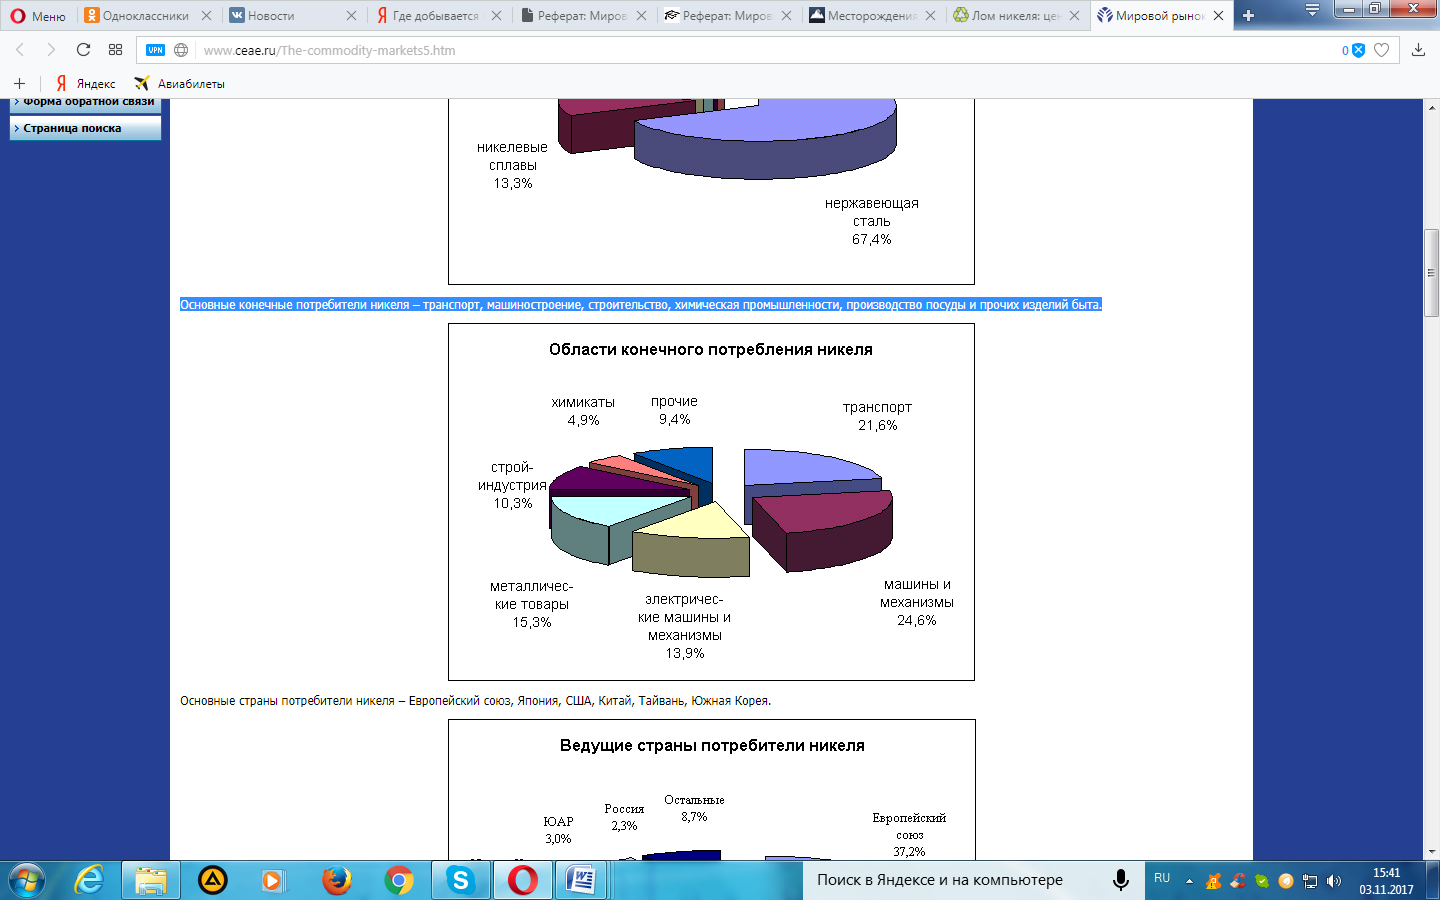 Меню
Одноклассники
Новости
Где добывается
Реферат: Миров
Реферат: Миров
Месторождения
Лом никеля: цен
Мировой рынок
VPN
www.ceae.ru/The-commodity-markets5.htm
0
Яндекс
Авиабилеты
Форма обратной связи
Страница поиска
никелевые
сплавы
13,3%
нержавеющая
сталь
67,4%
Основные конечные потребители никеля – транспорт, машиностроение, строительство, химическая промышленности, производство посуды и прочих изделий быта.
Области конечного потребления никеля
химикаты
4,9%
прочие
9,4%
транспорт
21,6%
строй-
индустрия
10,3%
металличес-
кие товары
15,3%
электричес-
кие машины и
механизмы
13,9%
машины и
механизмы
24,6%
Основные страны потребители никеля – Европейский союз, Япония, США, Китай, Тайвань, Южная Корея.
Ведущие страны потребители никеля
ЮАР
3,0%
Россия
2,3%
Остальные
8,7%
Европейский
союз
37,2%
Поиск в Яндексе и на компьютере
RU
15:41
03.11.2017